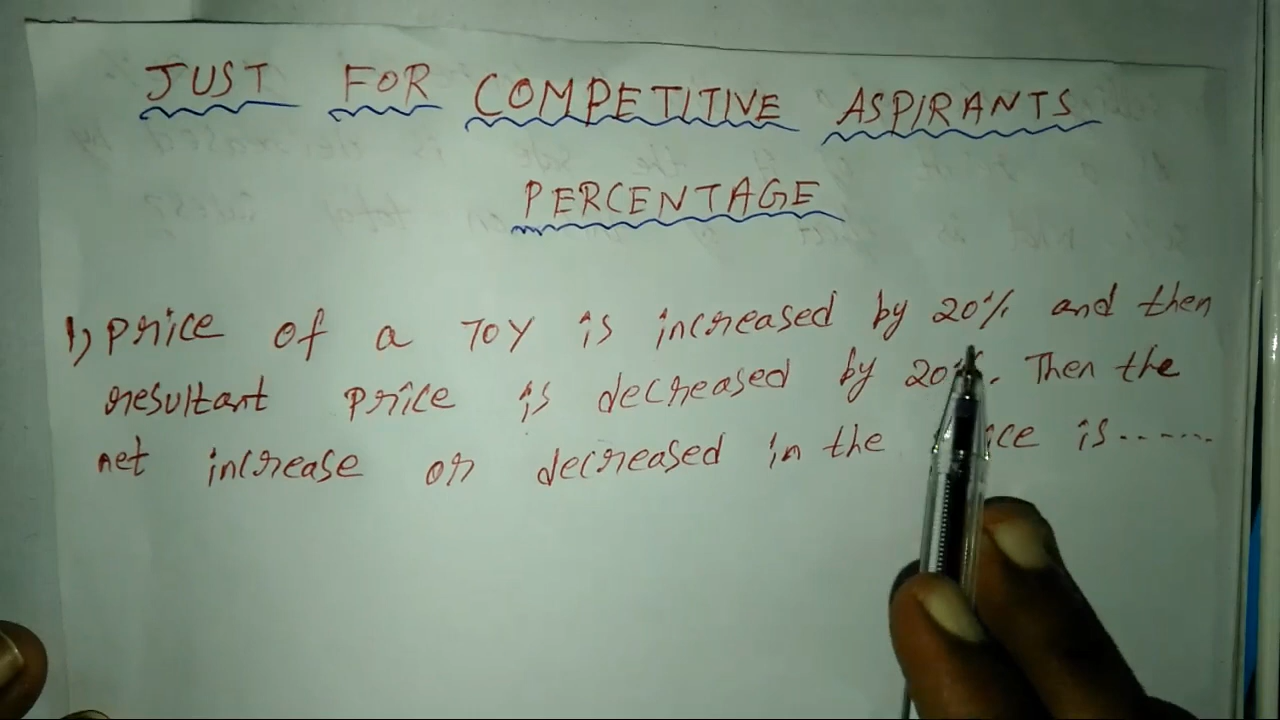 JUST FOR COMPETITIVE ASPIRANTS
PERCENTAGE
1) price of a TOY is increased by 20% and then
resultant price is decreased by 20%. Then the
net increase or decreased in the is------